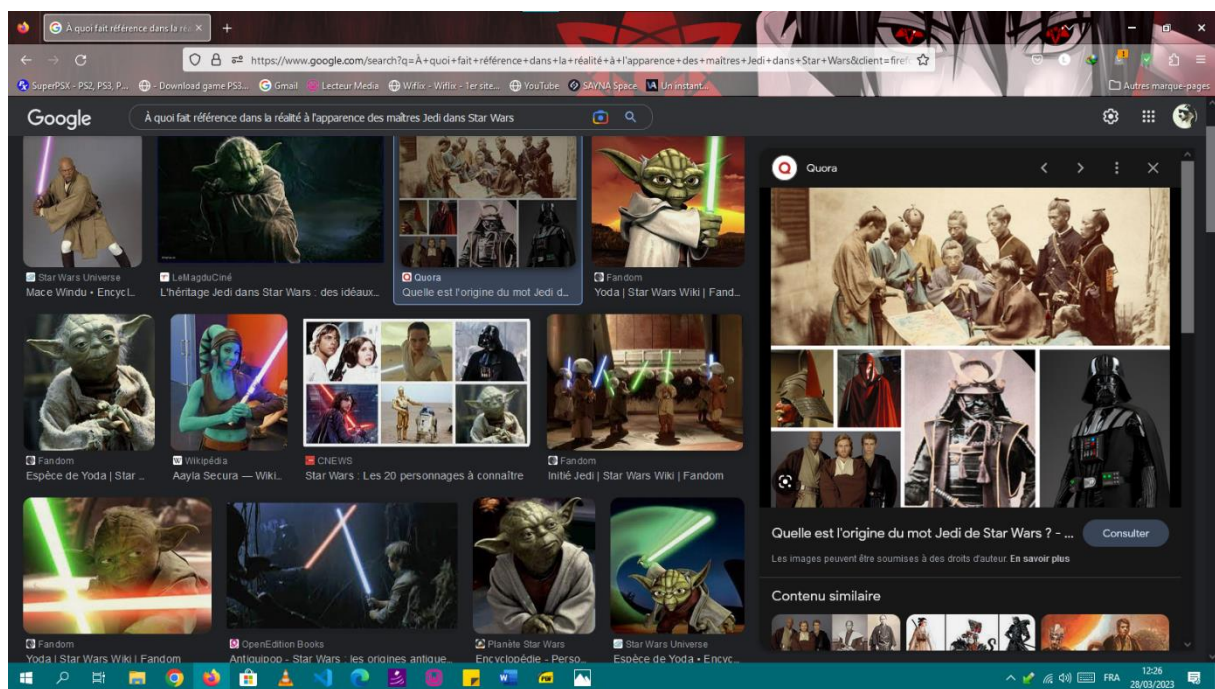 À quoi fait référence dans la réa
https://www.google.com/search?q=À+quoi+fait+référence+dans+la+réalité+à+l'apparence+des+maîtres+Jedi+dans+Star+Wars&client=firef
SuperPSX - PS2, PS3, P...
- Download game PS3...
Gmail
Lecteur Media
Wiflix - Wiflix - 1er site...
YouTube
SAYNA Space
Un instant...
Autres marque-pages
Google
À quoi fait référence dans la réalité à l'apparence des maîtres Jedi dans Star Wars
Star Wars Universe
Mace Windu • Encycl...
LeMagduCiné
L'héritage Jedi dans Star Wars : des idéaux...
Quora
Quelle est l'origine du mot Jedi d...
Fandom
Yoda | Star Wars Wiki | Fand...
Fandom
Espèce de Yoda | Star ...
Wikipédia
Aayla Secura — Wiki...
CNEWS
Star Wars : Les 20 personnages à connaître
Fandom
Initié Jedi | Star Wars Wiki | Fandom
Fandom
Yoda | Star Wars Wiki | Fandom
OpenEdition Books
Antiquipop - Star Wars : les origines antique...
Planète Star Wars
Encyclopédie - Perso...
Star Wars Universe
Espèce de Yoda • Encyc...
Quora
Quelle est l'origine du mot Jedi de Star Wars ? - ...
Consulter
Les images peuvent être soumises à des droits d'auteur. En savoir plus
Contenu similaire
FRA
12:26
28/03/2023